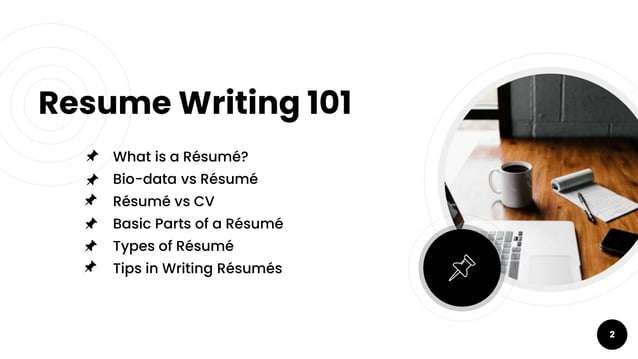 Resume Writing 101
What is a Résumé?
Bio-data vs Résumé
Résumé vs CV
Basic Parts of a Résumé
Types of Résumé
Tips in Writing Résumés
2